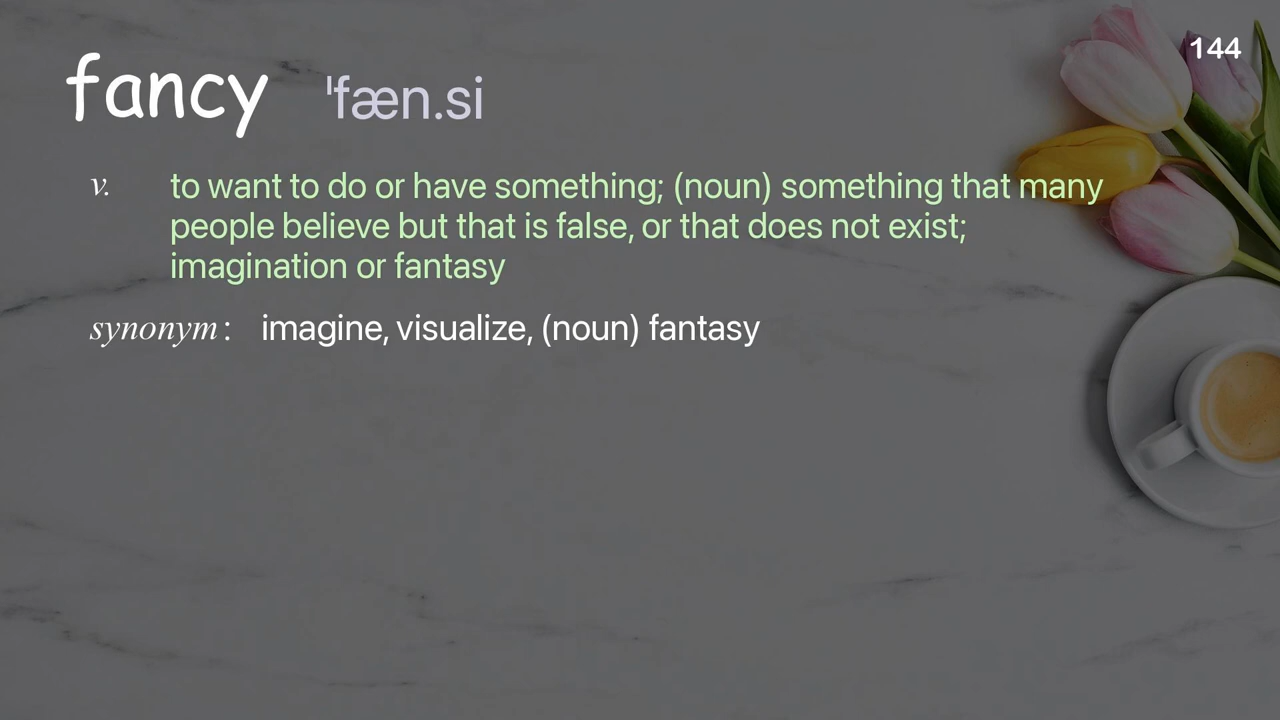 144
fancy ˈfæn.si
v. to want to do or have something; (noun) something that many
people believe but that is false, or that does not exist;
imagination or fantasy
synonym: imagine, visualize, (noun) fantasy